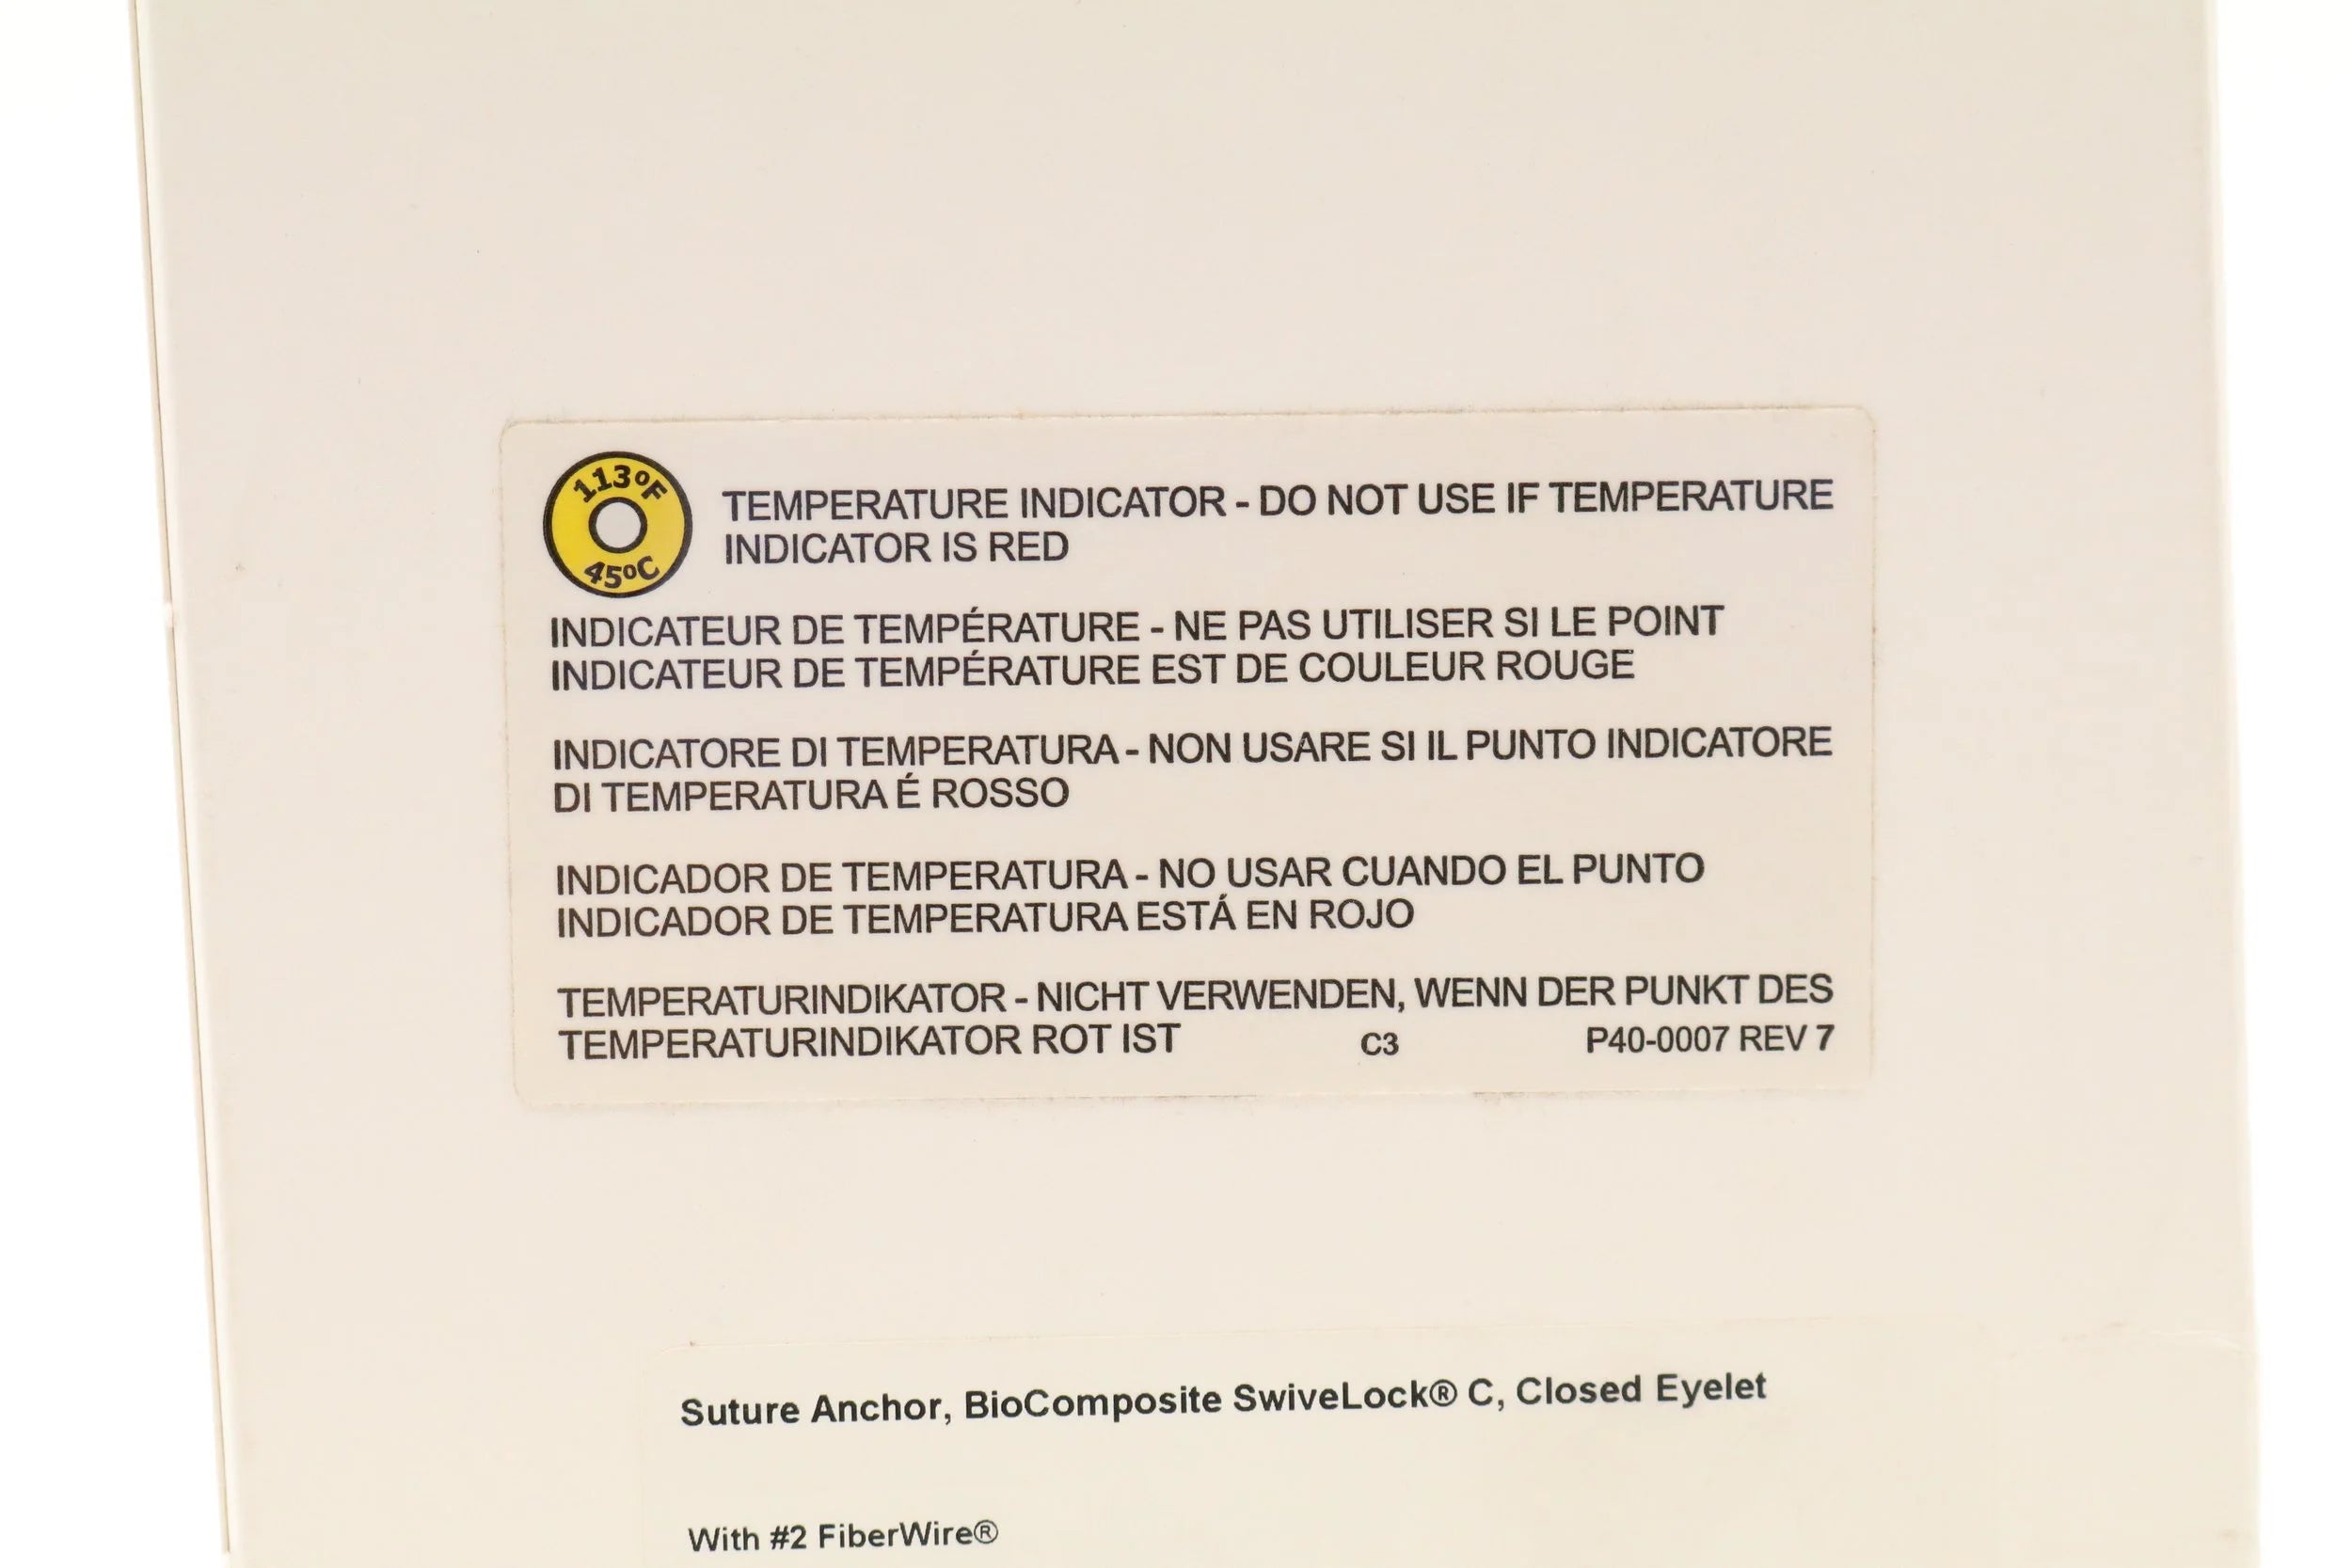 113ºF
45ºC
TEMPERATURE INDICATOR - DO NOT USE IF TEMPERATURE
INDICATOR IS RED
INDICATEUR DE TEMPÉRATURE - NE PAS UTILISER SI LE POINT
INDICATEUR DE TEMPÉRATURE EST DE COULEUR ROUGE
INDICATORE DI TEMPERATURA - NON USARE SI IL PUNTO INDICATORE
DI TEMPERATURA É ROSSO
INDICADOR DE TEMPERATURA - NO USAR CUANDO EL PUNTO
INDICADOR DE TEMPERATURA ESTÁ EN ROJO
TEMPERATURINDIKATOR - NICHT VERWENDEN, WENN DER PUNKT DES
TEMPERATURINDIKATOR ROT IST C3 P40-0007 REV 7
Suture Anchor, BioComposite SwiveLock® C, Closed Eyelet
With #2 FiberWire®